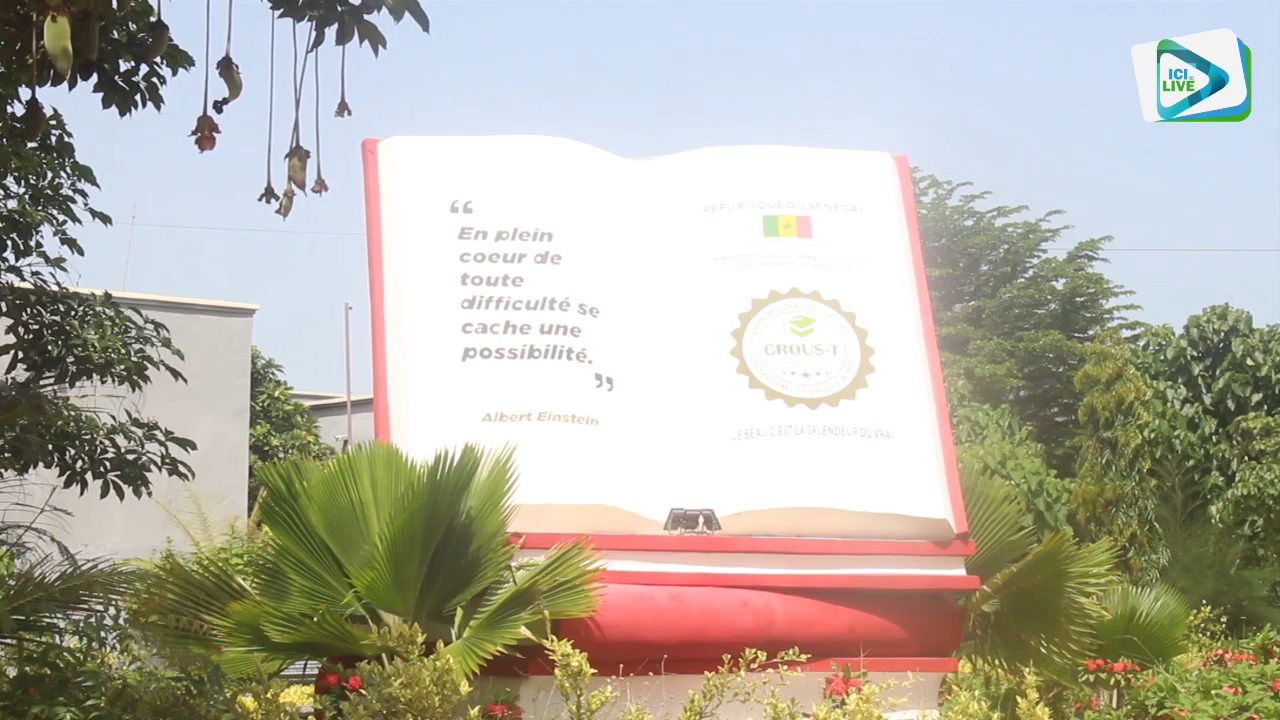 ICI
LIVE
“
En plein
coeur de
toute
difficulté se
cache une
possibilité.
”
Albert Einstein
REPUBLIQUE DU SENEGAL
CROUS-T
LE BEAU C'EST LA SPLENDEUR DU VRAI